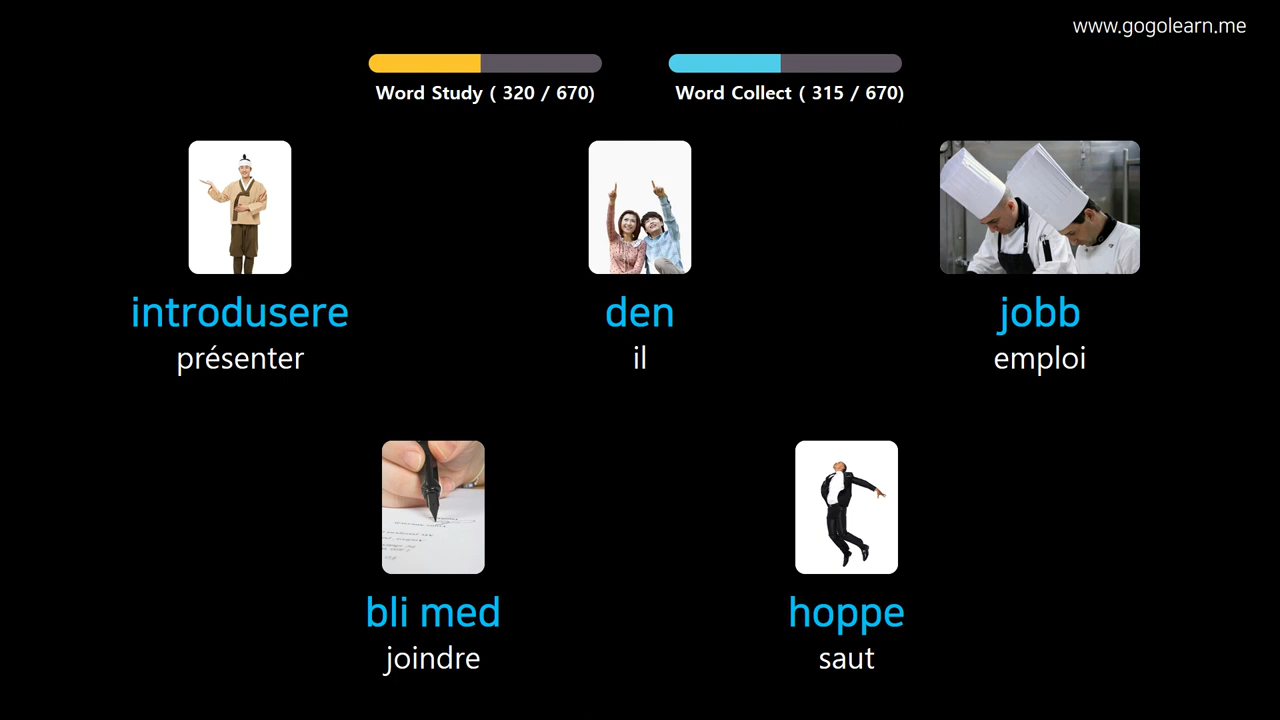 www.gogolearn.me
Word Study ( 320 / 670)
Word Collect ( 315 / 670)
introdusere
den
jobb
présenter
il
emploi
bli med
hoppe
joindre
saut